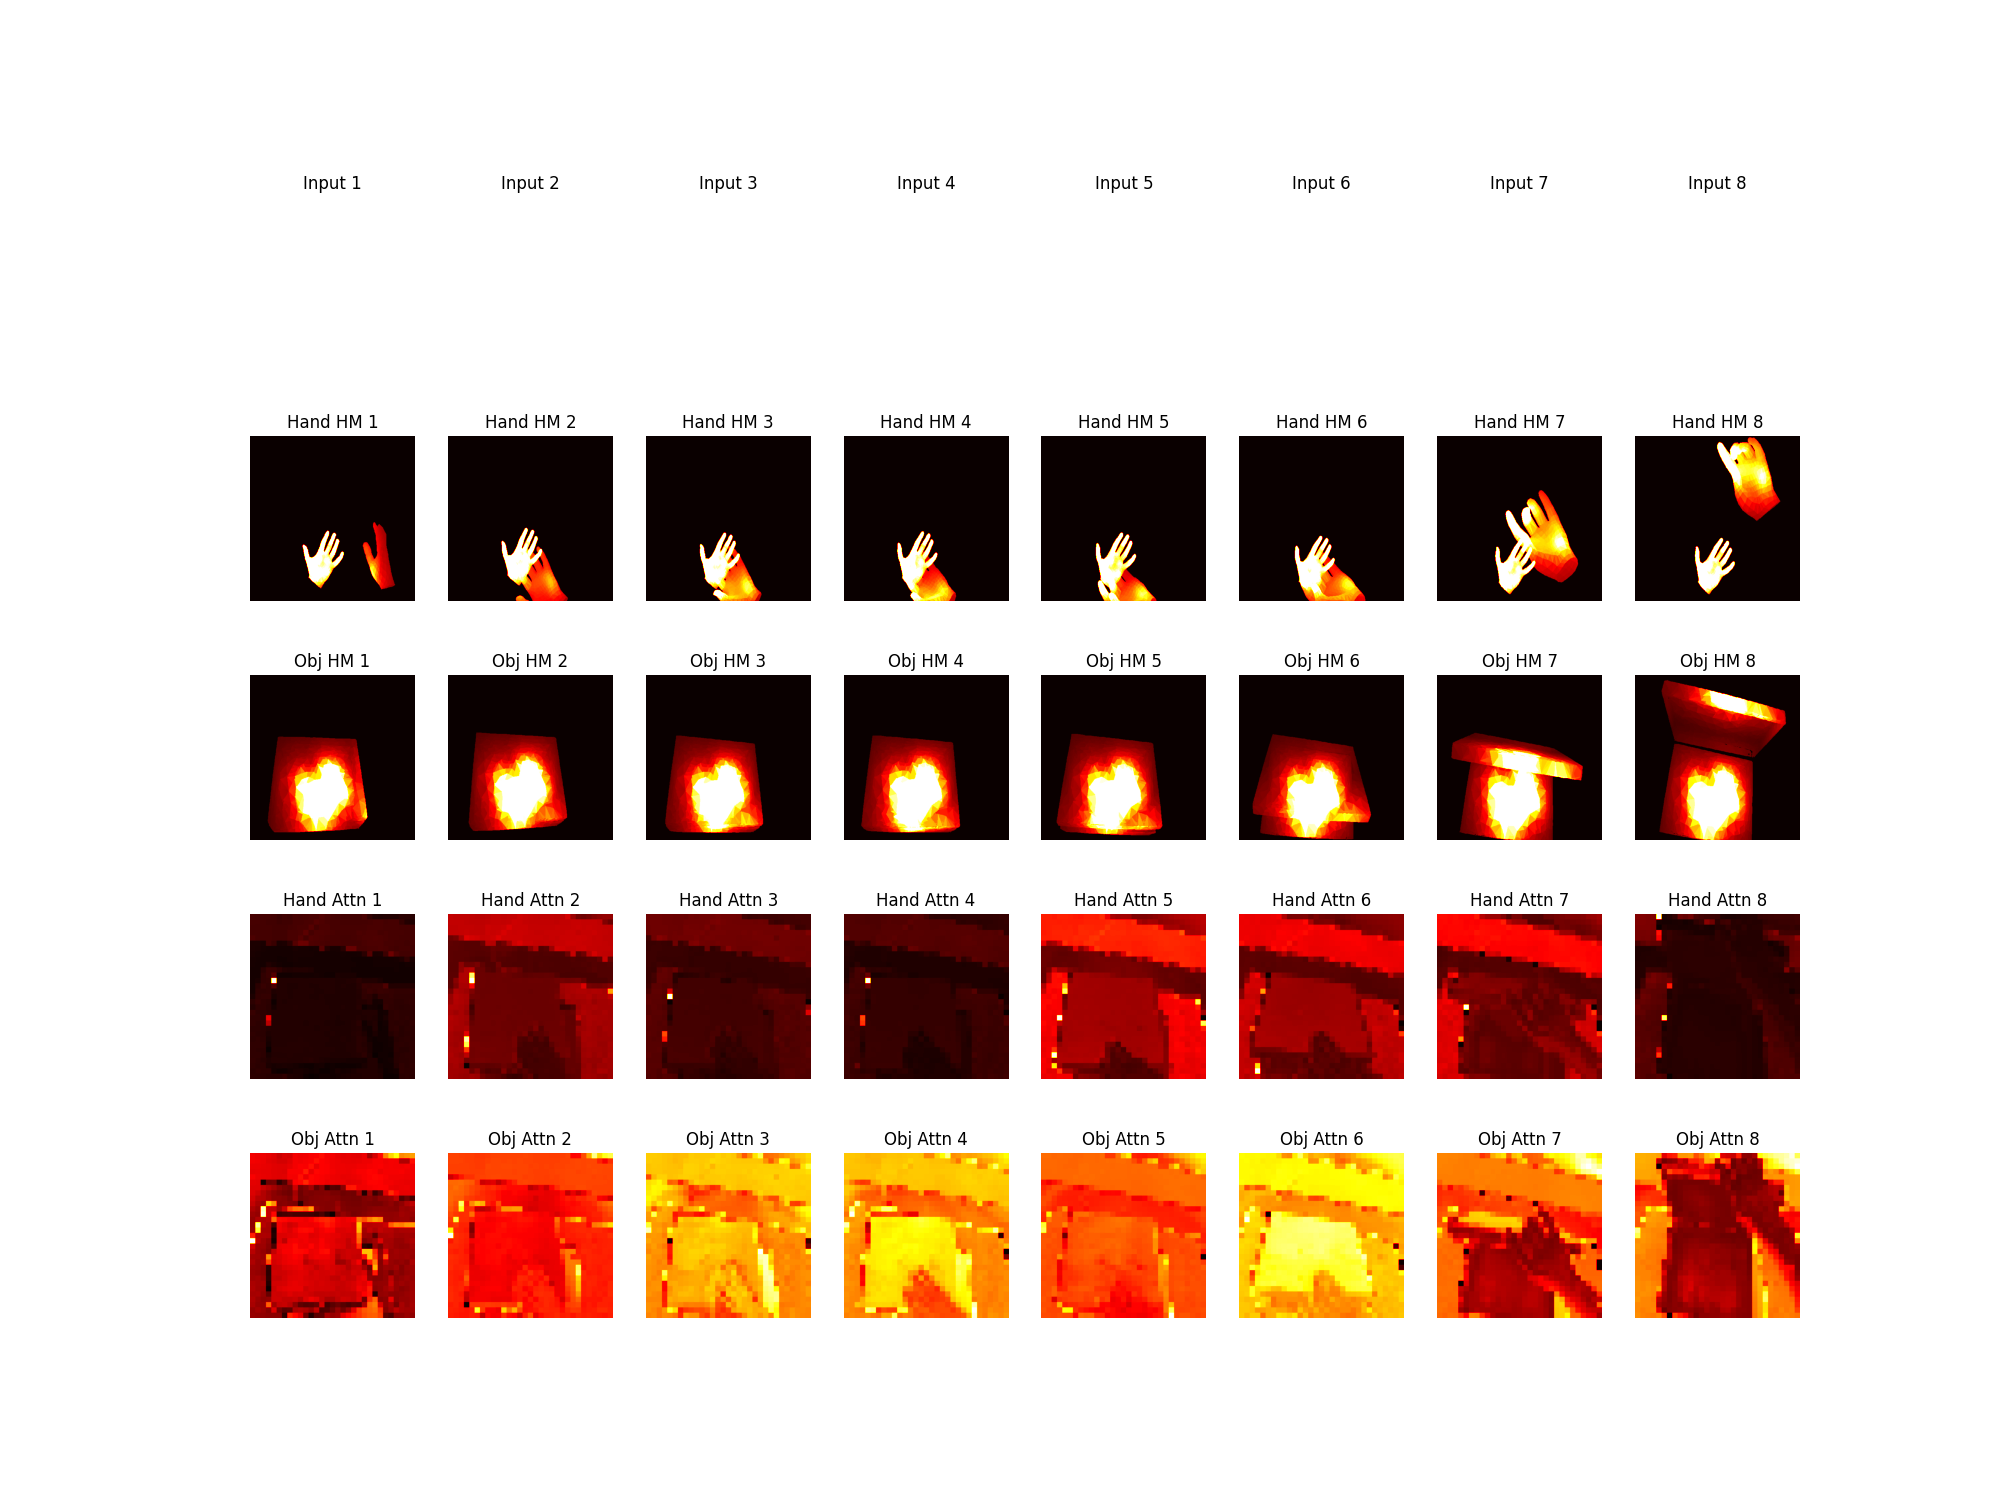 Input 1 Input 2 Input 3 Input 4 Input 5 Input 6 Input 7 Input 8
Hand HM 1 Hand HM 2 Hand HM 3 Hand HM 4 Hand HM 5 Hand HM 6 Hand HM 7 Hand HM 8
Obj HM 1 Obj HM 2 Obj HM 3 Obj HM 4 Obj HM 5 Obj HM 6 Obj HM 7 Obj HM 8
Hand Attn 1 Hand Attn 2 Hand Attn 3 Hand Attn 4 Hand Attn 5 Hand Attn 6 Hand Attn 7 Hand Attn 8
Obj Attn 1 Obj Attn 2 Obj Attn 3 Obj Attn 4 Obj Attn 5 Obj Attn 6 Obj Attn 7 Obj Attn 8